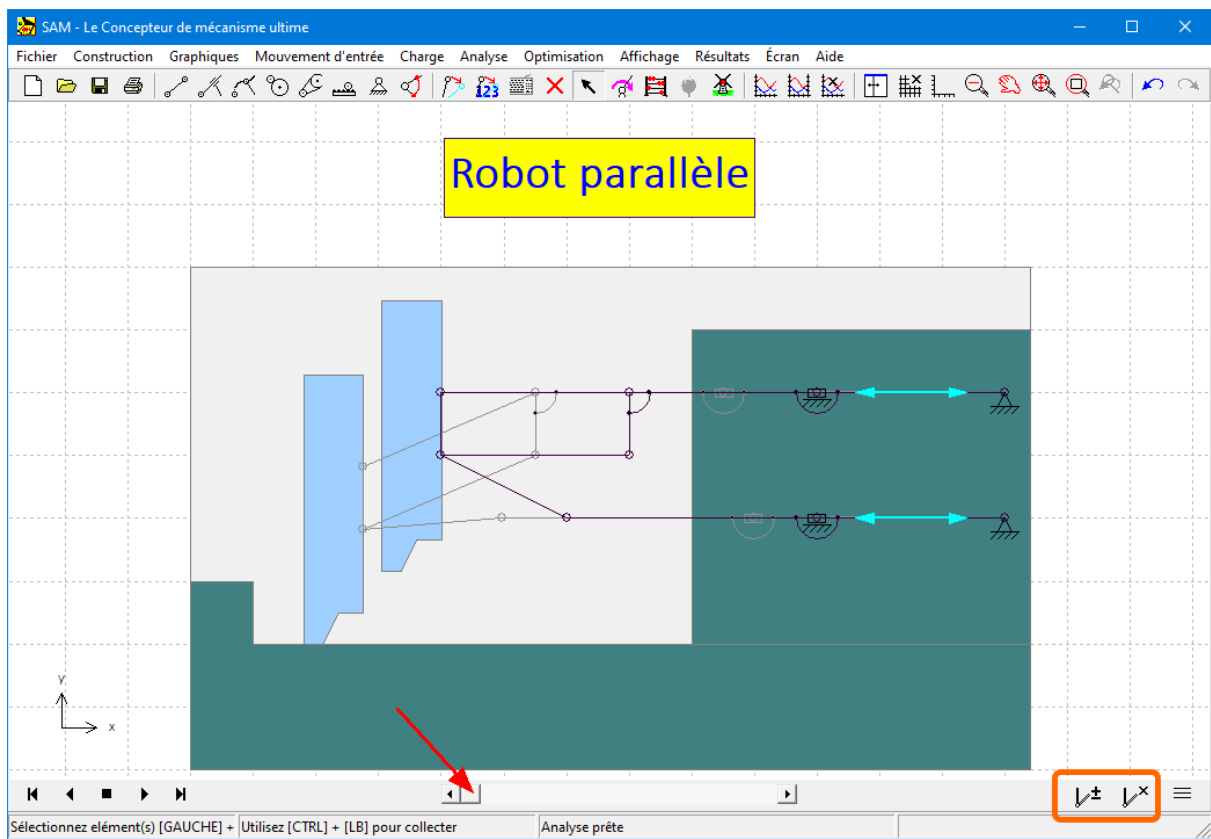 SAM - Le Concepteur de mécanisme ultime
Fichier Construction Graphiques Mouvement d'entrée Charge Analyse Optimisation Affichage Résultats Écran Aide
123
Robot parallèle
y
x
Sélectionnez elément(s) [GAUCHE] + Utilisez [CTRL] + [LB] pour collecter Analyse prête